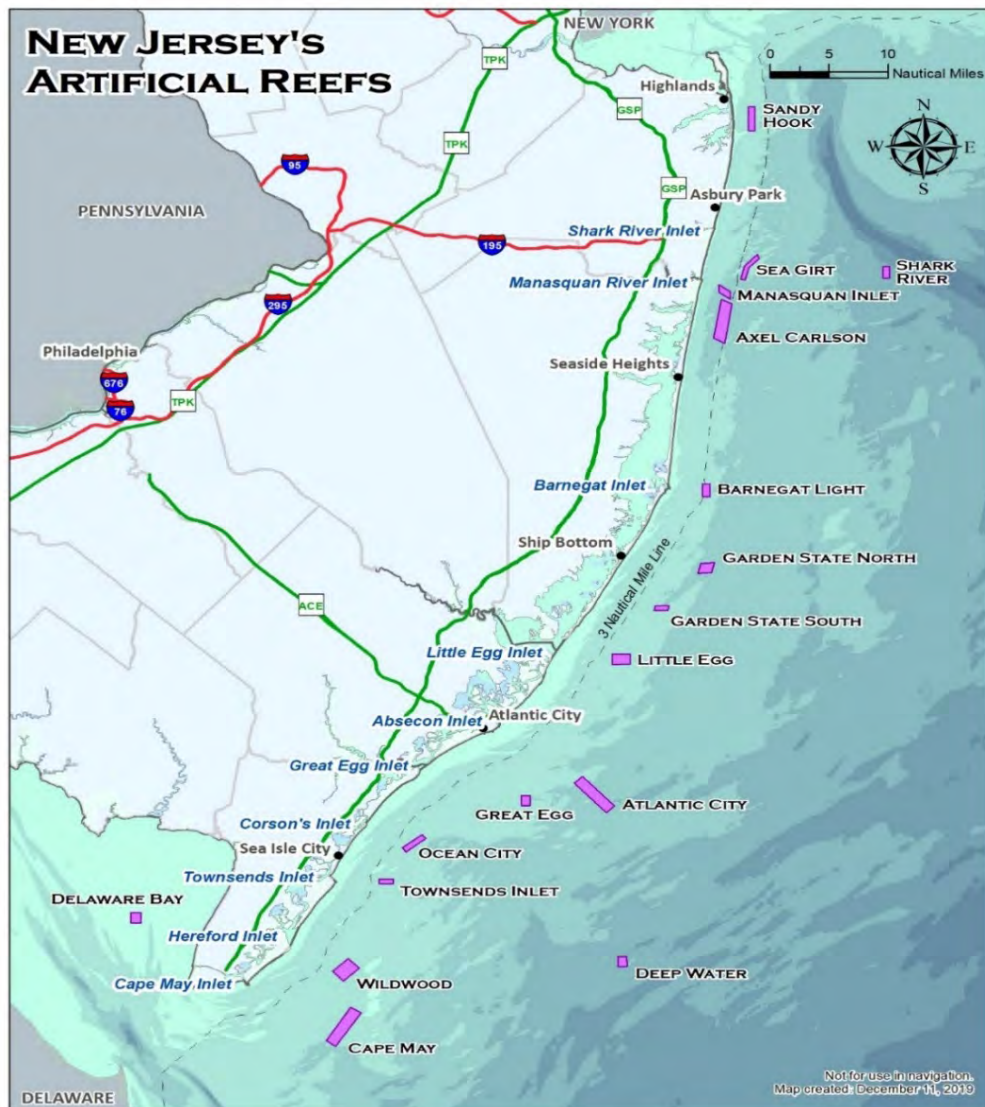 NEW JERSEY'S
ARTIFICIAL REEFS
NEW YORK
0 5 10
Nautical Miles
TPK
Highlands
GSP
SANDY
HOOK
N
W E
S
TPK
95
GSP
PENNSYLVANIA
Asbury Park
Shark River Inlet
195
SEA GIRT
SHARK
RIVER
Manasquan River Inlet
MANASQUAN INLET
295
AXEL CARLSON
Philadelphia
Seaside Heights
676
76
TPK
Barnegat Inlet
BARNEGAT LIGHT
Ship Bottom
GARDEN STATE NORTH
3 Nautical Mile Line
ACE
GARDEN STATE SOUTH
Little Egg Inlet
LITTLE EGG
Absecon Inlet
Atlantic City
Great Egg Inlet
ATLANTIC CITY
GREAT EGG
Corson's Inlet
Sea Isle City
OCEAN CITY
Townsends Inlet
TOWNSENDS INLET
DELAWARE BAY
Hereford Inlet
DEEP WATER
Cape May Inlet
WILDWOOD
CAPE MAY
Not for use in navigation.
Map created: December 11, 2019
DELAWARE